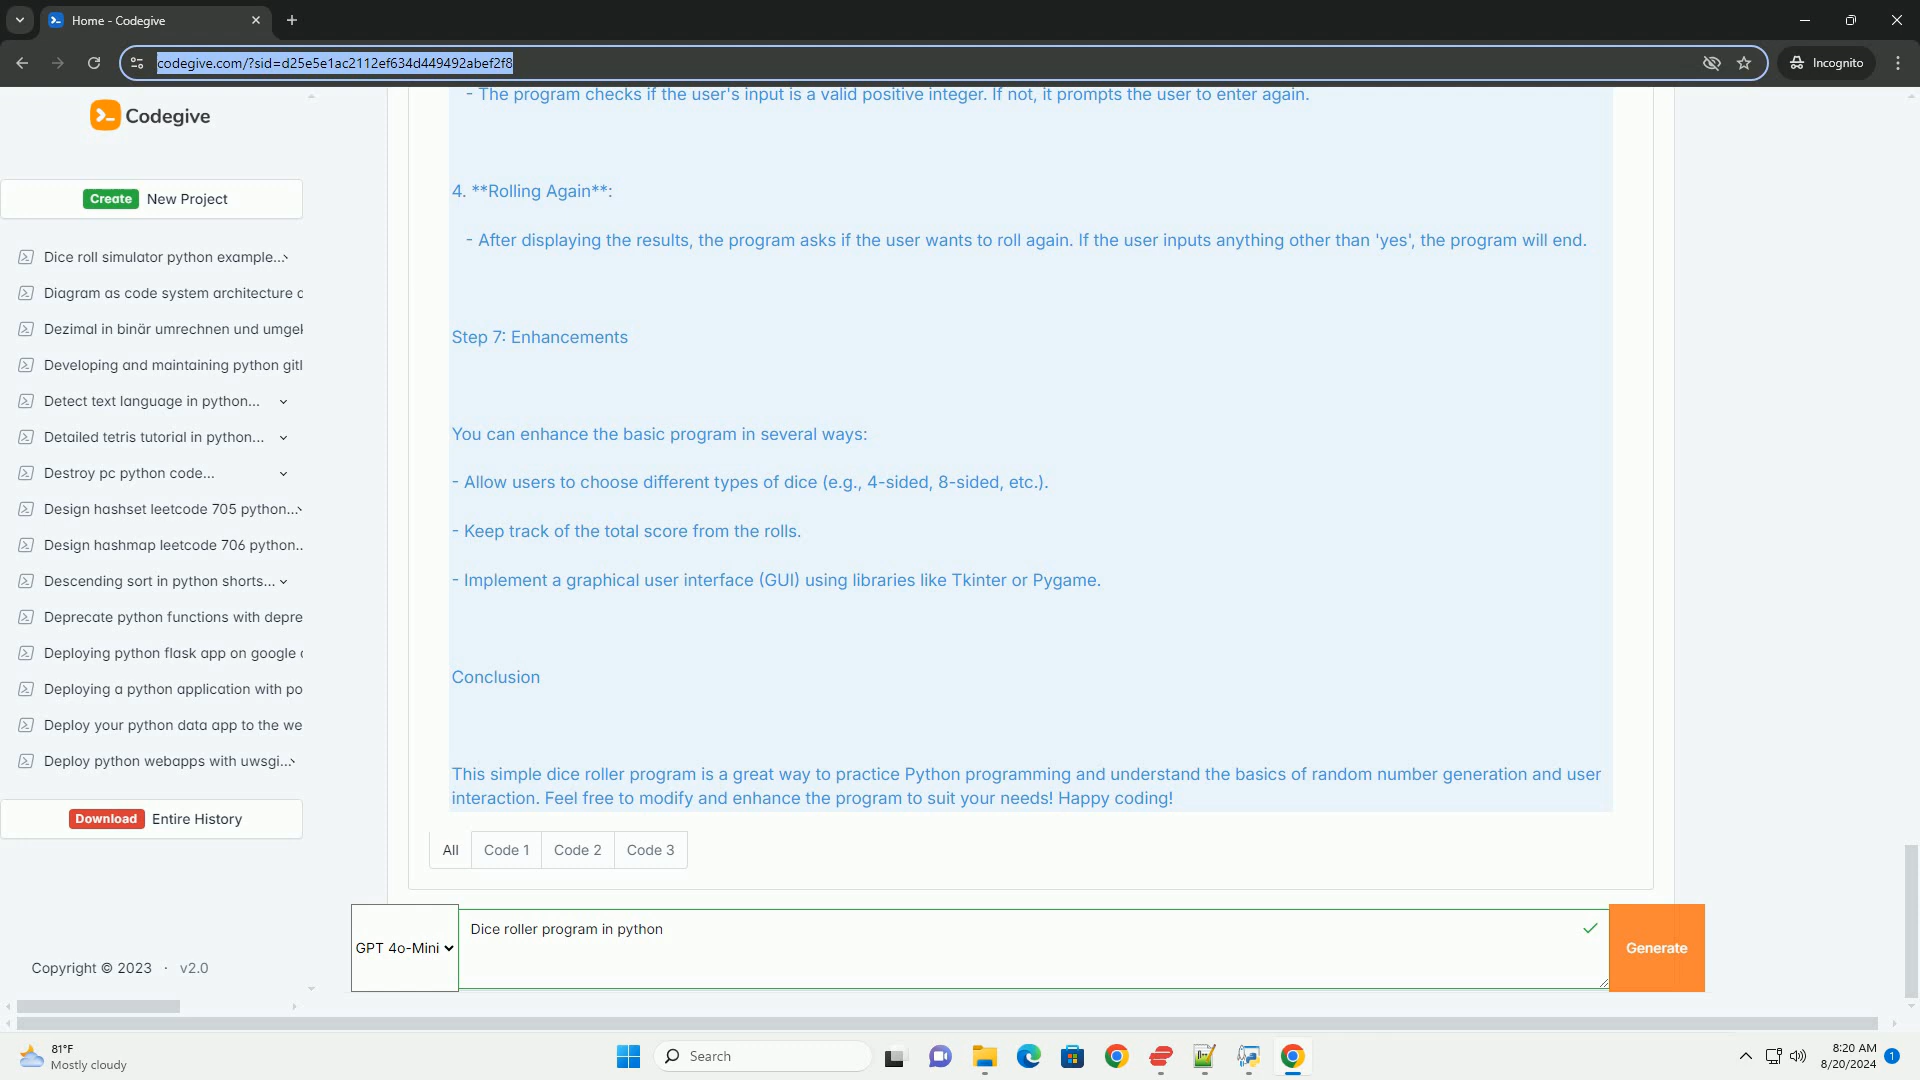 Home - Codegive
codegive.com/?sid=d25e5e1ac2112ef634d449492abef2f8
Incognito
Codegive
Create New Project
Dice roll simulator python example...
Diagram as code system architecture
Dezimal in binär umrechnen und umge
Developing and maintaining python git
Detect text language in python...
Detailed tetris tutorial in python...
Destroy pc python code...
Design hashset leetcode 705 python...
Design hashmap leetcode 706 python..
Descending sort in python shorts...
Deprecate python functions with depre
Deploying python flask app on google
Deploying a python application with po
Deploy your python data app to the we
Deploy python webapps with uwsgi...
Download Entire History
Copyright © 2023 · v2.0
- The program checks if the user's input is a valid positive integer. If not, it prompts the user to enter again.
4. **Rolling Again**:
- After displaying the results, the program asks if the user wants to roll again. If the user inputs anything other than 'yes', the program will end.
Step 7: Enhancements
You can enhance the basic program in several ways:
- Allow users to choose different types of dice (e.g., 4-sided, 8-sided, etc.).
- Keep track of the total score from the rolls.
- Implement a graphical user interface (GUI) using libraries like Tkinter or Pygame.
Conclusion
This simple dice roller program is a great way to practice Python programming and understand the basics of random number generation and user
interaction. Feel free to modify and enhance the program to suit your needs! Happy coding!
All Code 1 Code 2 Code 3
GPT 4o-Mini
Dice roller program in python
Generate
81°F
Mostly cloudy
Search
8:20 AM
8/20/2024
1